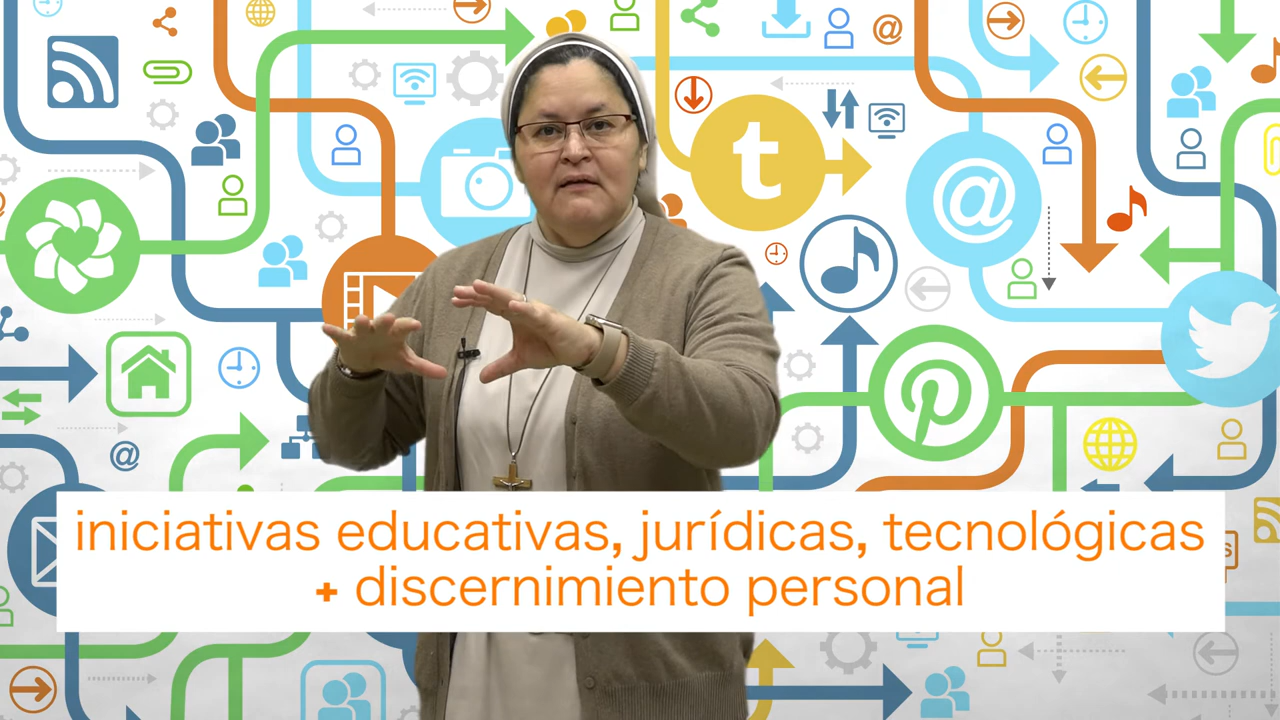 t
@
@
@
@
iniciativas educativas, jurídicas, tecnológicas
+ discernimiento personal